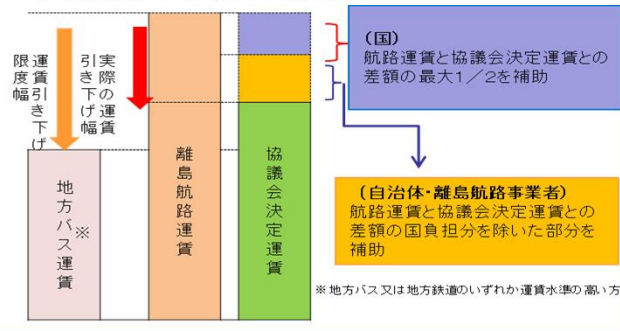 運賃引き下げ
限度幅
実際の運賃
引き下げ幅
地方バス運賃
※
離島航路運賃
協議会決定運賃
(国)
航路運賃と協議会決定運賃との
差額の最大1/2を補助
(自治体・離島航路事業者)
航路運賃と協議会決定運賃との
差額の国負担分を除いた部分を
補助
※地方バス又は地方鉄道のいずれか運賃水準の高い方